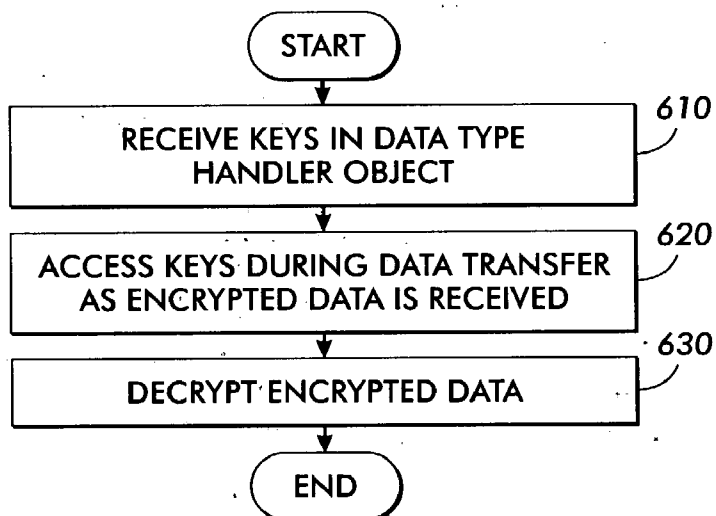 START
610
RECEIVE KEYS IN DATA TYPE
HANDLER OBJECT
620
ACCESS KEYS DURING DATA TRANSFER
AS ENCRYPTED DATA IS RECEIVED
630
DECRYPT ENCRYPTED DATA
END